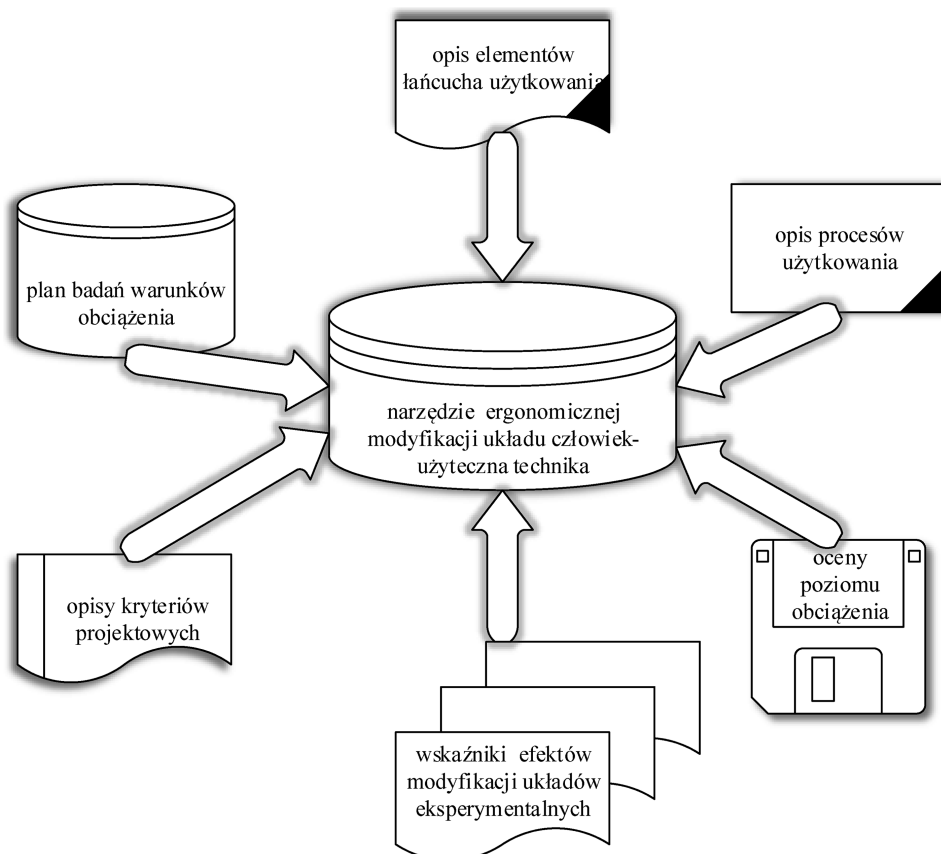 opis elementów
łańcucha użytkowania
plan badań warunków
obciążenia
opis procesów
użytkowania
narzędzie ergonomicznej
modyfikacji układu człowiek-
użyteczna technika
opisy kryteriów
projektowych
oceny
poziomu
obciążenia
wskaźniki efektów
modyfikacji układów
eksperymentalnych